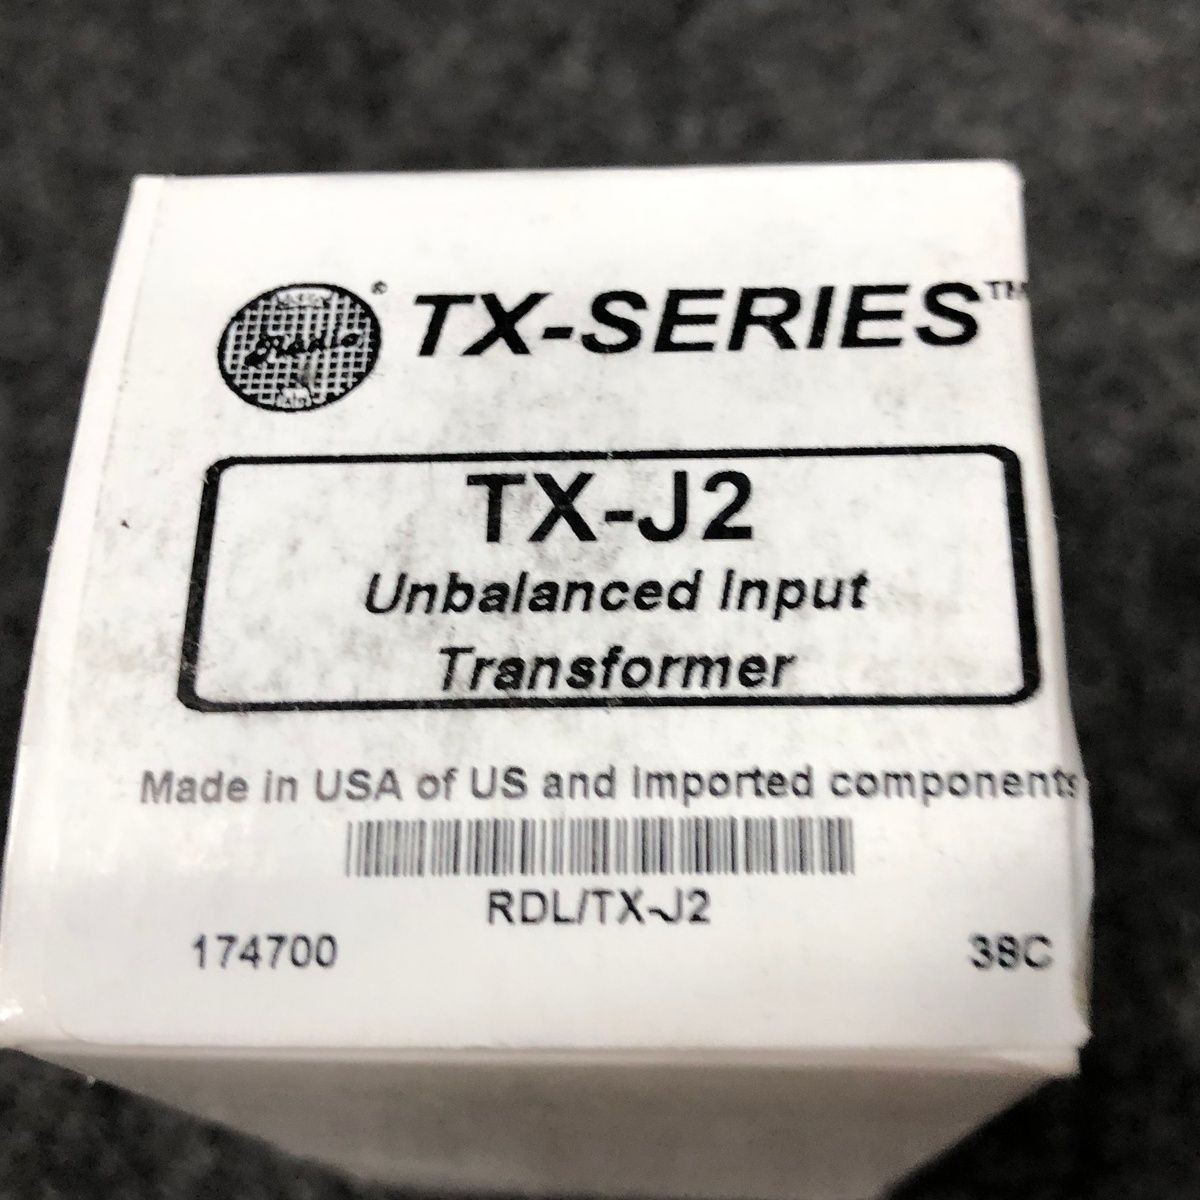 Radio ® TX-SERIES™
TX-J2
Unbalanced Input
Transformer
Made in USA of US and Imported components
RDL/TX-J2
174700 38C